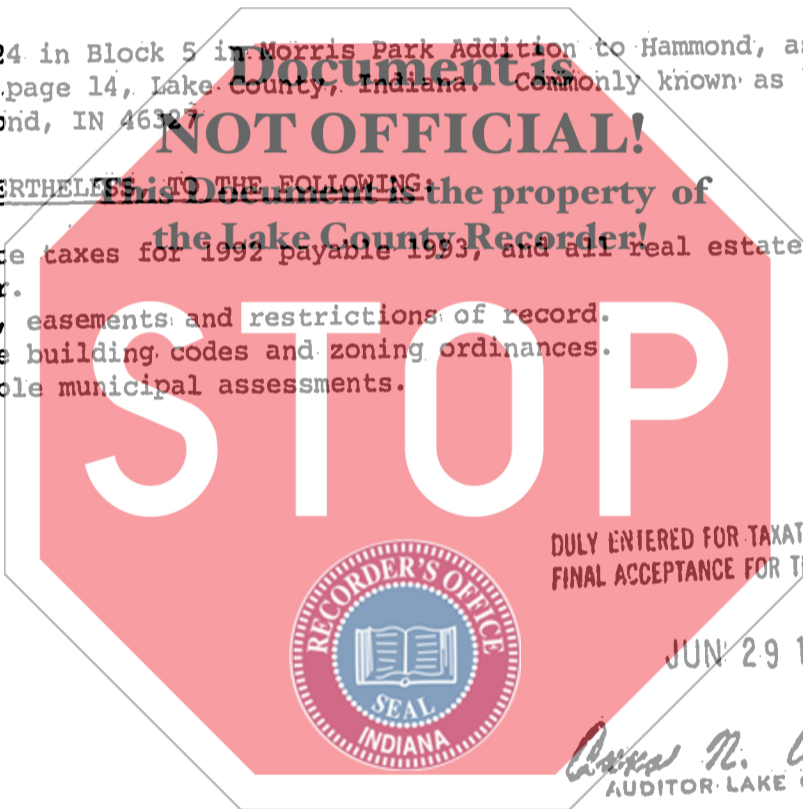 24 in Block 5 in Morris Park Addition to Hammond, as
Document is
page 14, Lake County, Indiana. Commonly known as
nd, IN 46327
NOT OFFICIAL!
ERTHELESS, TO THE FOLLOWING:
This Document is the property of
the Lake County Recorder!
e taxes for 1992 payable 1993, and all real estate
r.
, easements and restrictions of record.
e building codes and zoning ordinances.
ble municipal assessments.
STOP
DULY ENTERED FOR TAXAT
FINAL ACCEPTANCE FOR T
RECORDER'S OFFICE
SEAL
INDIANA
JUN 29 1
N.
AUDITOR LAKE